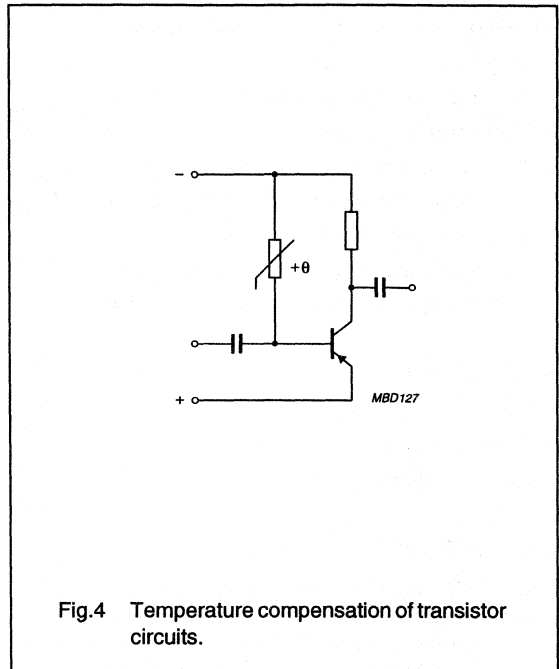 −
+θ
+
MBD127
Fig.4 Temperature compensation of transistor
circuits.